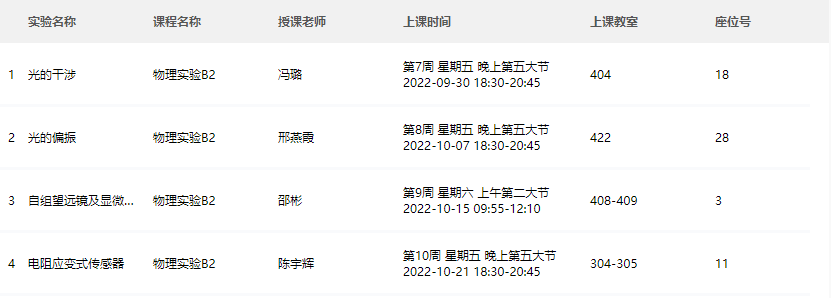 实验名称 课程名称 授课老师 上课时间 上课教室 座位号
1 光的干涉 物理实验B2 冯璐 第7周 星期五 晚上第五大节 404 18
2022-09-30 18:30-20:45
2 光的偏振 物理实验B2 邢燕霞 第8周 星期五 晚上第五大节 422 28
2022-10-07 18:30-20:45
3 自组望远镜及显微... 物理实验B2 邵彬 第9周 星期六 上午第二大节 408-409 3
2022-10-15 09:55-12:10
4 电阻应变式传感器 物理实验B2 陈宇辉 第10周 星期五 晚上第五大节 304-305 11
2022-10-21 18:30-20:45